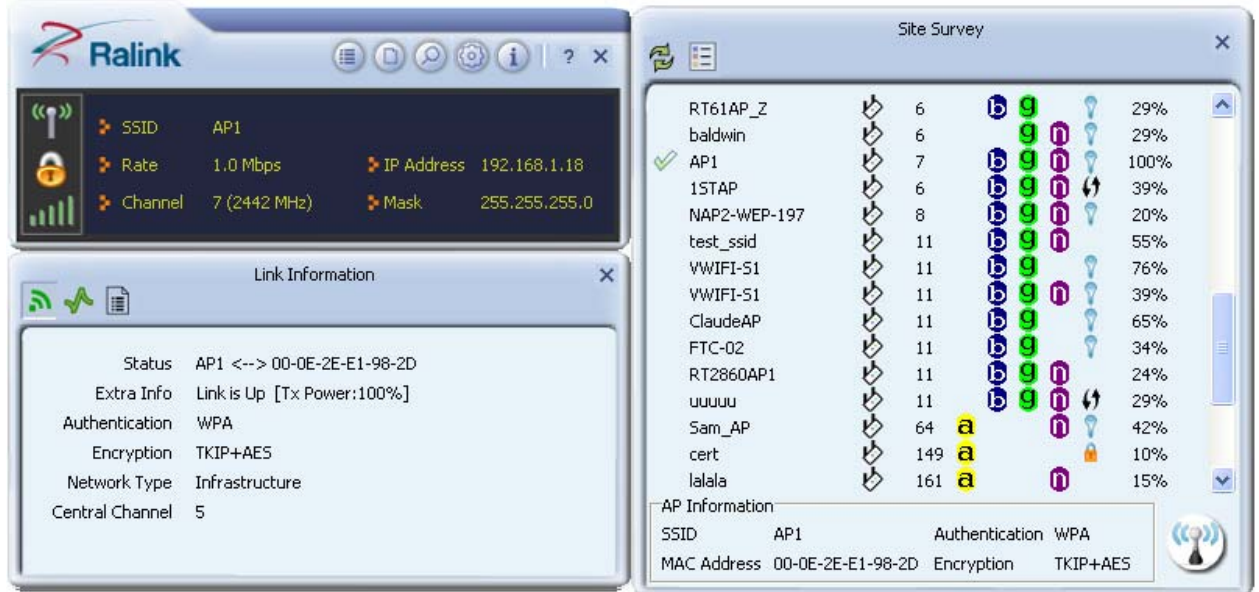 Ralink
i ? ×
SSID AP1
Rate 1.0 Mbps IP Address 192.168.1.18
Channel 7 (2442 MHz) Mask 255.255.255.0
Link Information ×
Status AP1 <--> 00-0E-2E-E1-98-2D
Extra Info Link is Up [Tx Power:100%]
Authentication WPA
Encryption TKIP+AES
Network Type Infrastructure
Central Channel 5
Site Survey ×
RT61AP_Z 6 b g 29%
baldwin 6 g n 29%
AP1 7 b g n 100%
1STAP 6 b g n 39%
NAP2-WEP-197 8 b g n 20%
test_ssid 11 b g n 55%
VWIFI-S1 11 b g 76%
VWIFI-S1 11 b g n 39%
ClaudeAP 11 b g 65%
FTC-02 11 b g 34%
RT2860AP1 11 b g n 24%
uuuuu 11 b g n 29%
Sam_AP 64 a n 42%
cert 149 a 10%
lalala 161 a n 15%
AP Information
SSID AP1 Authentication WPA
MAC Address 00-0E-2E-E1-98-2D Encryption TKIP+AES